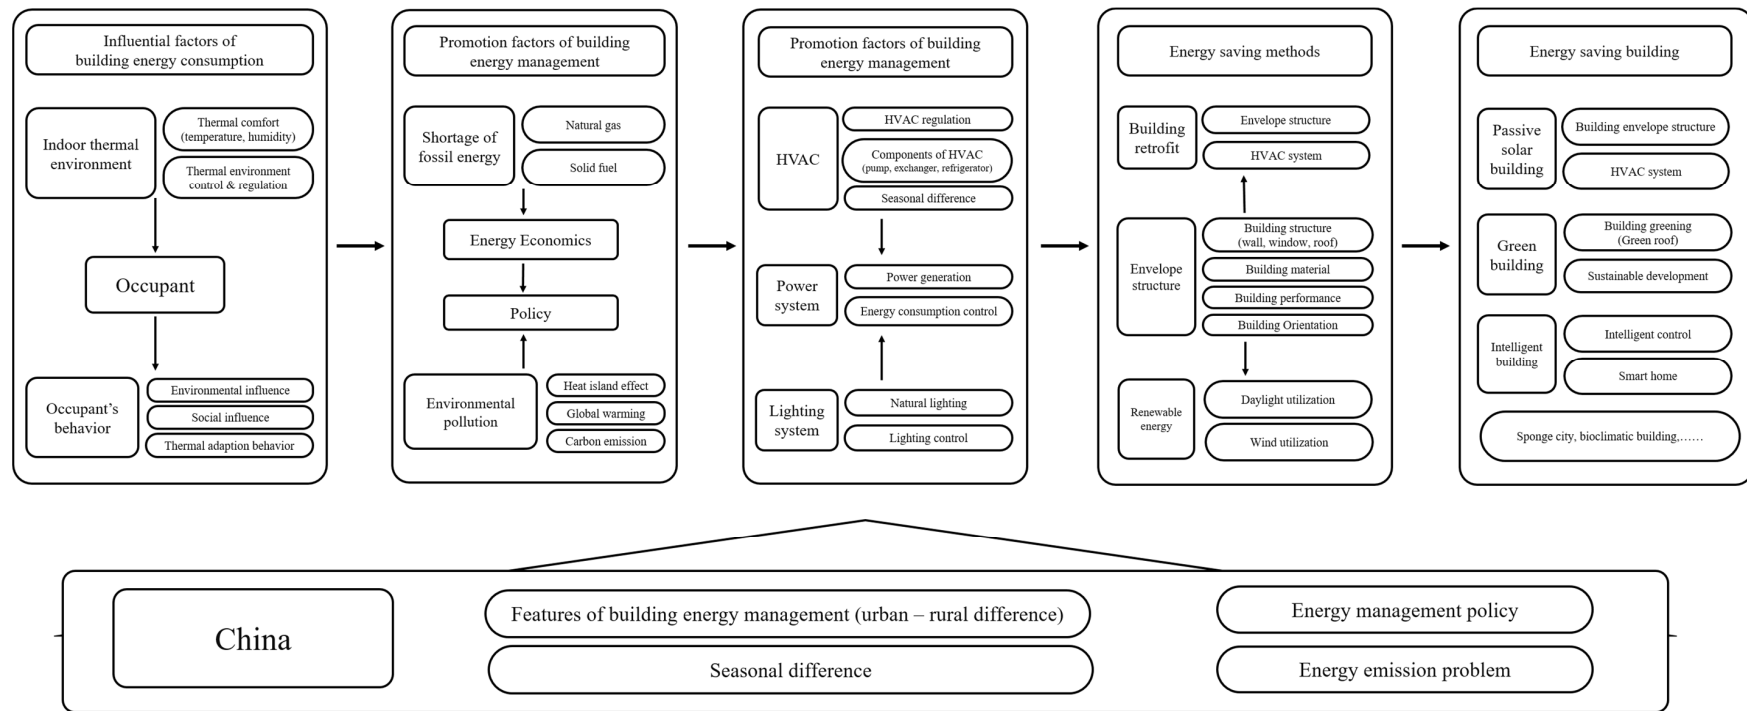 Influential factors of
building energy consumption
Indoor thermal
environment
Thermal comfort
(temperature, humidity)
Thermal environment
control & regulation
Occupant
Occupant's
behavior
Environmental influence
Social influence
Thermal adaption behavior
Promotion factors of building
energy management
Shortage of
fossil energy
Natural gas
Solid fuel
Energy Economics
Policy
Environmental
pollution
Heat island effect
Global warming
Carbon emission
Promotion factors of building
energy management
HVAC
HVAC regulation
Components of HVAC
(pump, exchanger, refrigerator)
Seasonal difference
Power
system
Power generation
Energy consumption control
Lighting
system
Natural lighting
Lighting control
Energy saving methods
Building
retrofit
Envelope structure
HVAC system
Envelope
structure
Building structure
(wall, window, roof)
Building material
Building performance
Building Orientation
Renewable
energy
Daylight utilization
Wind utilization
Energy saving building
Passive
solar
building
Building envelope structure
HVAC system
Green
building
Building greening
(Green roof)
Sustainable development
Intelligent
building
Intelligent control
Smart home
Sponge city, bioclimatic building,……
China
Features of building energy management (urban – rural difference)
Seasonal difference
Energy management policy
Energy emission problem